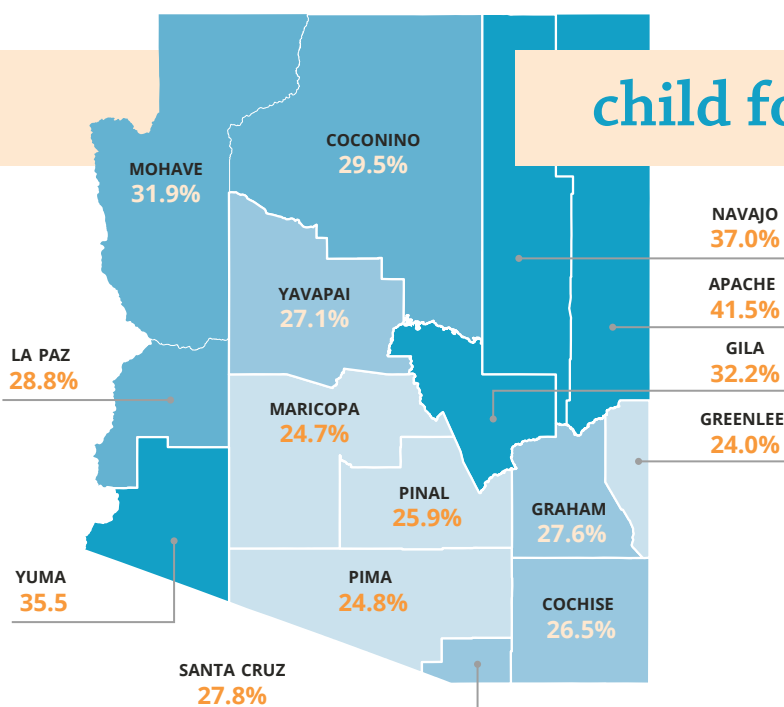 child fo
COCONINO
29.5%
MOHAVE
31.9%
NAVAJO
37.0%
APACHE
41.5%
YAVAPAI
27.1%
GILA
32.2%
LA PAZ
28.8%
MARICOPA
24.7%
GREENLEE
24.0%
PINAL
25.9%
GRAHAM
27.6%
YUMA
35.5
PIMA
24.8%
COCHISE
26.5%
SANTA CRUZ
27.8%